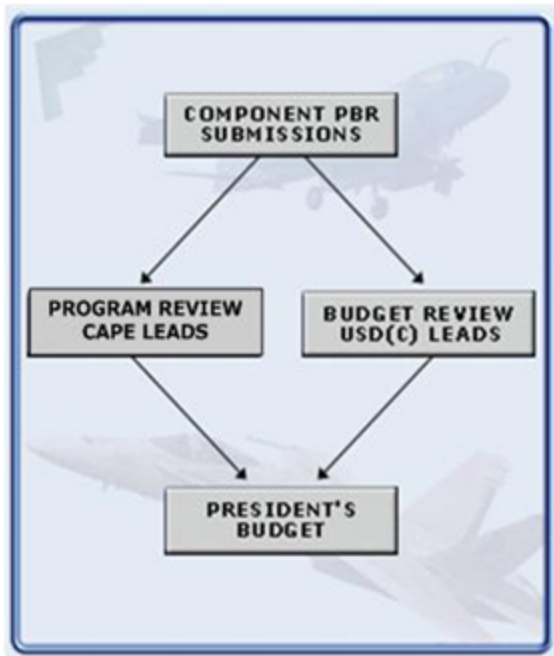 COMPONENT PBR
SUBMISSIONS
PROGRAM REVIEW
CAPE LEADS
BUDGET REVIEW
USD(C) LEADS
PRESIDENT'S
BUDGET